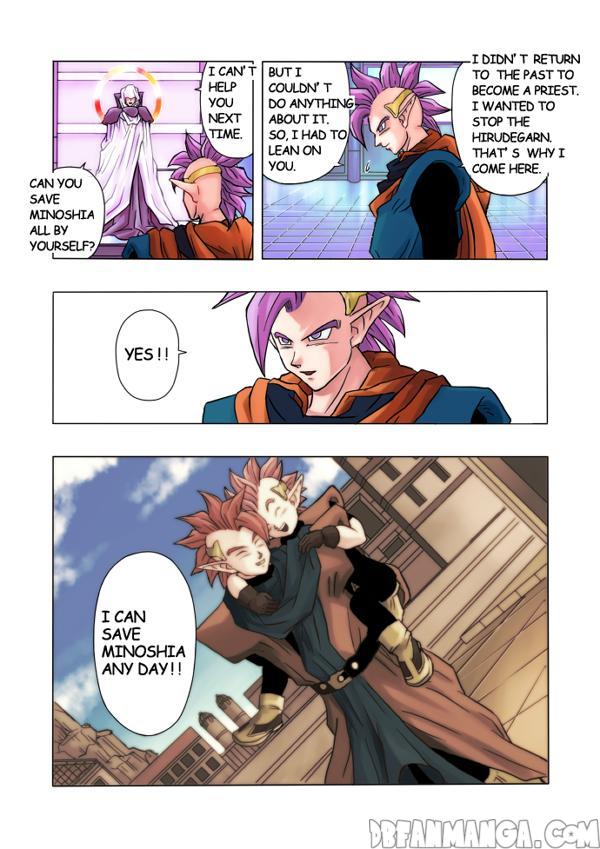 I DIDN'T RETURN
TO THE PAST TO
BECOME A PRIEST.
I WANTED TO
STOP THE
HIRUDEGARN.
THAT'S WHY I
COME HERE.
BUT I
COULDN'T
DO ANYTHING
ABOUT IT.
SO, I HAD TO
LEAN ON
YOU.
I CAN'T
HELP
YOU
NEXT
TIME.
CAN YOU
SAVE
MINOSHIA
ALL BY
YOURSELF?
YES!!
I CAN
SAVE
MINOSHIA
ANY DAY!!
DBFANMANGA.COM